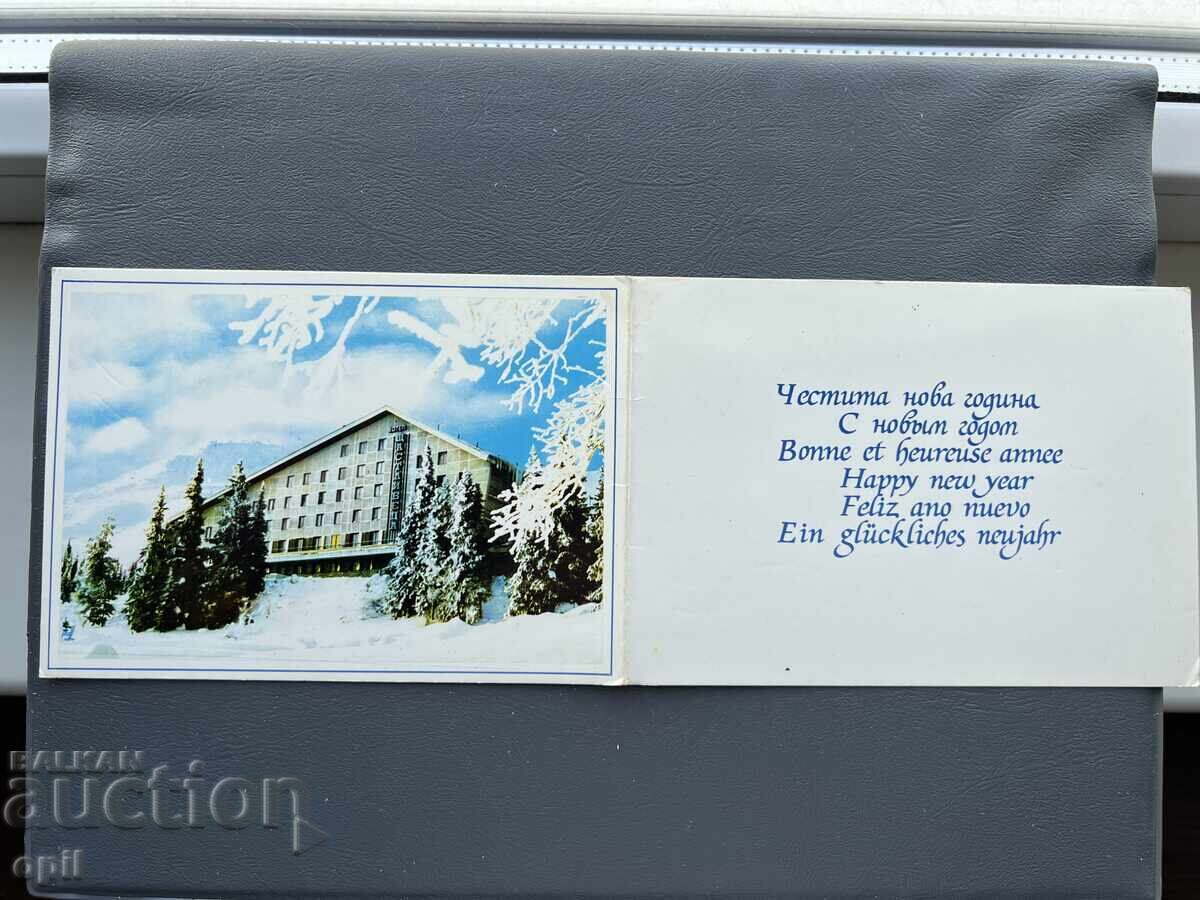 Честита нова година
С новым годом
Bonne et heureuse annee
Happy new year
Feliz ano nuevo
Ein glückliches neujahr
BALKAN
auction
opil